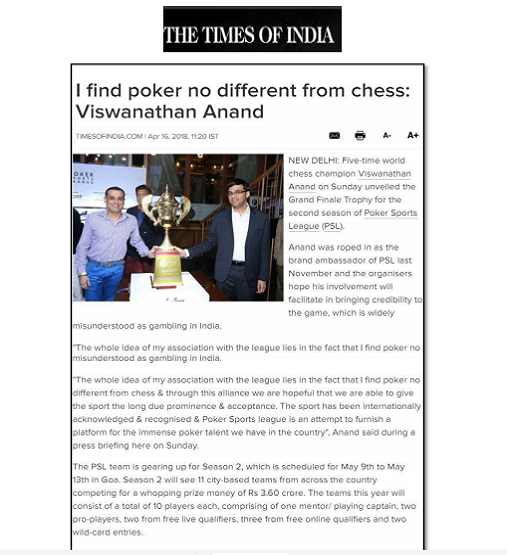 THE TIMES OF INDIA
I find poker no different from chess:
Viswanathan Anand
TIMESOFINDIA.COM | Apr 16, 2018, 11:20 IST
A-
A+
POKER
SPORTS
LEAGUE
NEW DELHI: Five-time world
chess champion Viswanathan
Anand on Sunday unveiled the
Grand Finale Trophy for the
second season of Poker Sports
League (PSL).
Anand was roped in as the
brand ambassador of PSL last
November and the organisers
hope his involvement will
facilitate in bringing credibility to
the game, which is widely
misunderstood as gambling in India.
"The whole idea of my association with the league lies in the fact that I find poker no
misunderstood as gambling in India.
"The whole idea of my association with the league lies in the fact that I find poker no
different from chess & through this alliance we are hopeful that we are able to give
the sport the long due prominence & acceptance. The sport has been internationally
acknowledged & recognised & Poker Sports league is an attempt to furnish a
platform for the immense poker talent we have in the country", Anand said during a
press briefing here on Sunday.
The PSL team is gearing up for Season 2, which is scheduled for May 9th to May
13th in Goa. Season 2 will see 11 city-based teams from across the country
competing for a whopping prize money of Rs 3.60 crore. The teams this year will
consist of a total of 10 players each, comprising of one mentor/ playing captain, two
pro-players, two from free live qualifiers, three from free online qualifiers and two
wild-card entries.